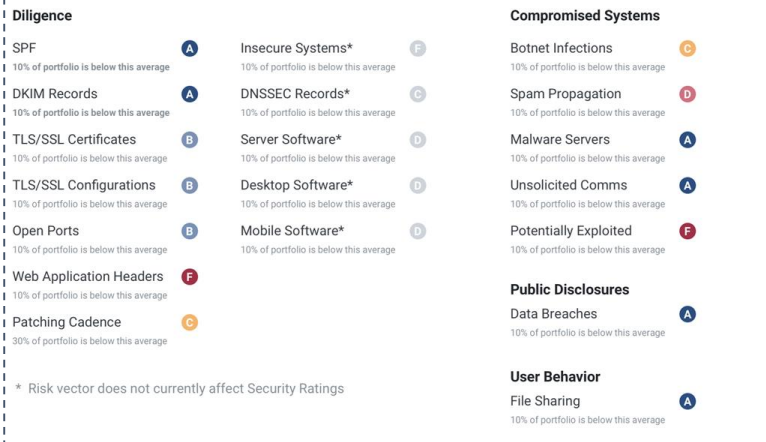 Diligence
SPF A
10% of portfolio is below this average
DKIM Records A
10% of portfolio is below this average
TLS/SSL Certificates B
10% of portfolio is below this average
TLS/SSL Configurations B
10% of portfolio is below this average
Open Ports B
10% of portfolio is below this average
Web Application Headers F
10% of portfolio is below this average
Patching Cadence C
30% of portfolio is below this average
Insecure Systems* F
10% of portfolio is below this average
DNSSEC Records* C
10% of portfolio is below this average
Server Software* D
10% of portfolio is below this average
Desktop Software* D
10% of portfolio is below this average
Mobile Software* D
10% of portfolio is below this average
* Risk vector does not currently affect Security Ratings
Compromised Systems
Botnet Infections C
10% of portfolio is below this average
Spam Propagation D
10% of portfolio is below this average
Malware Servers A
10% of portfolio is below this average
Unsolicited Comms A
10% of portfolio is below this average
Potentially Exploited F
10% of portfolio is below this average
Public Disclosures
Data Breaches A
10% of portfolio is below this average
User Behavior
File Sharing A
10% of portfolio is below this average